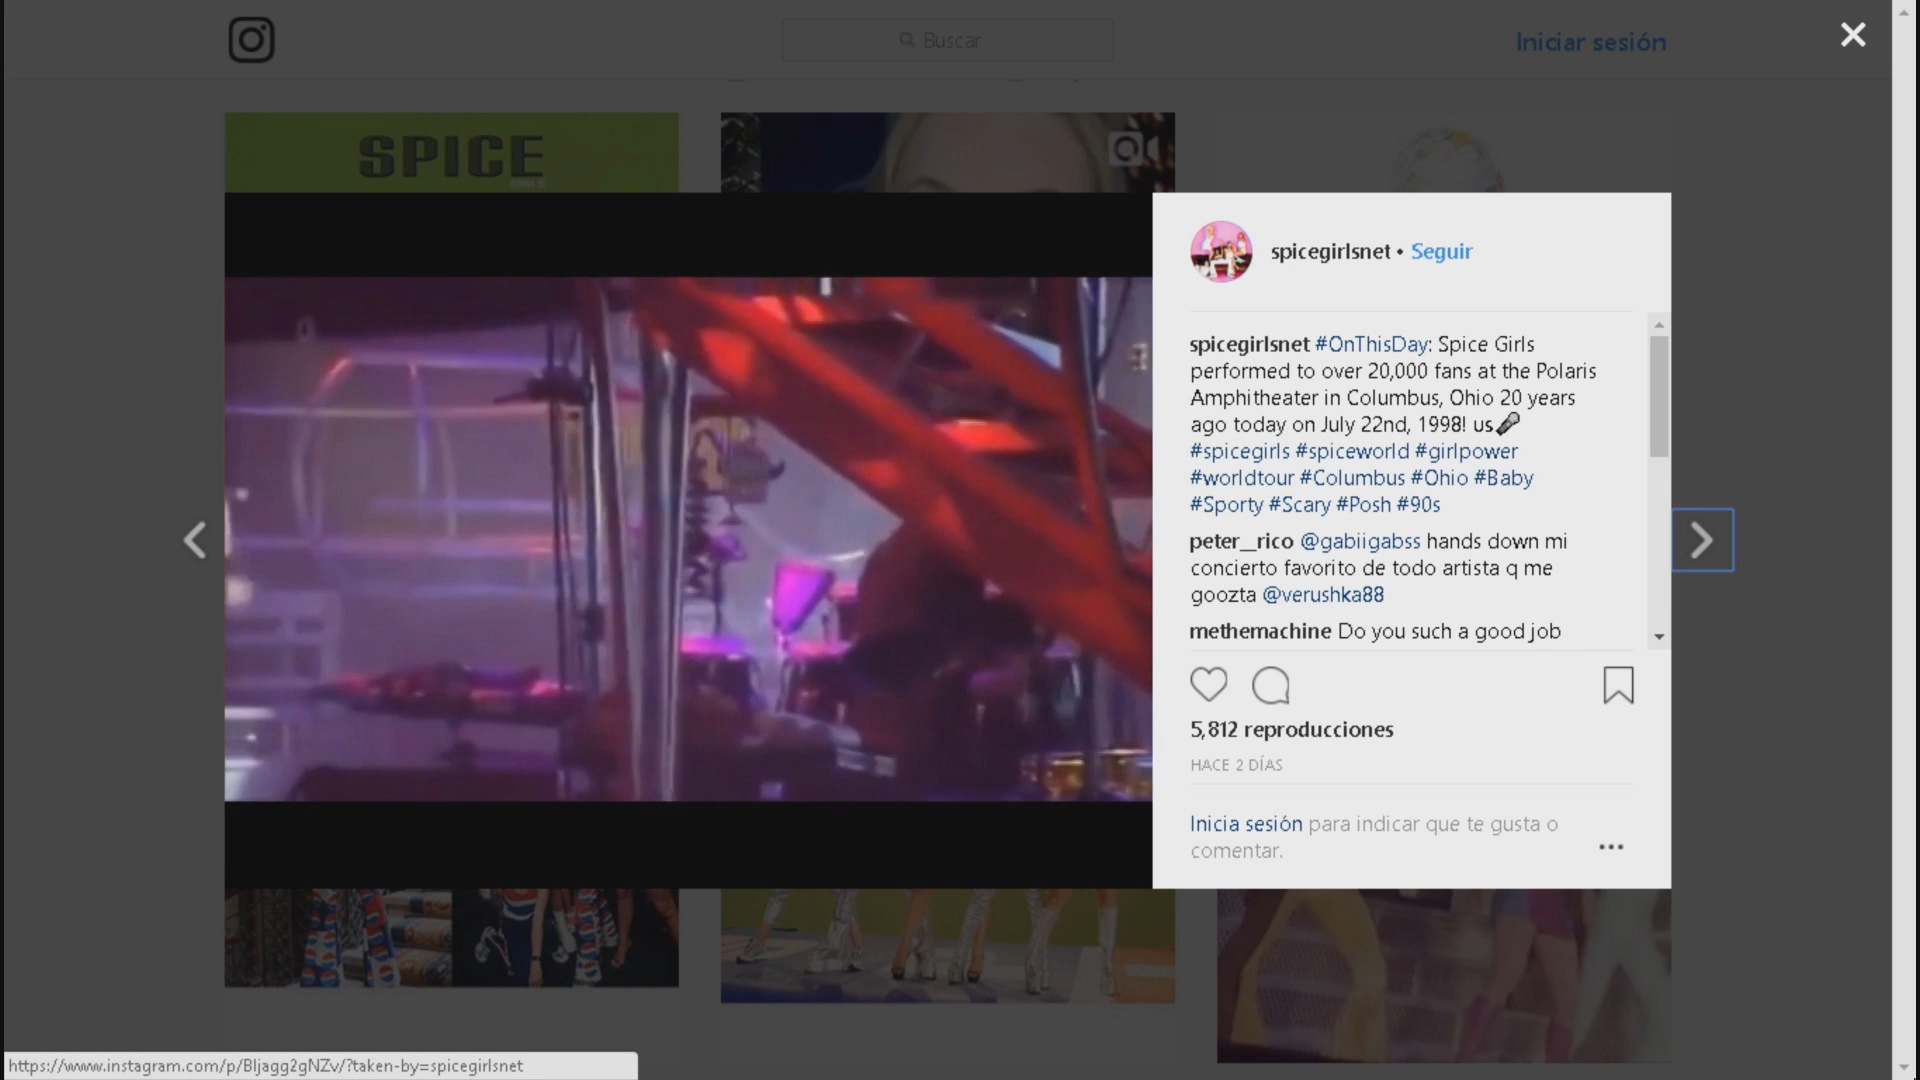 Buscar
Iniciar sesión
SPICE
spicegirlsnet • Seguir
spicegirlsnet #OnThisDay: Spice Girls
performed to over 20,000 fans at the Polaris
Amphitheater in Columbus, Ohio 20 years
ago today on July 22nd, 1998! us🎤
#spicegirls #spiceworld #girlpower
#worldtour #Columbus #Ohio #Baby
#Sporty #Scary #Posh #90s
peter_rico @gabiigabss hands down mi
concierto favorito de todo artista q me
goozta @verushka88
methemachine Do you such a good job
5,812 reproducciones
HACE 2 DÍAS
Inicia sesión para indicar que te gusta o
comentar.
https://www.instagram.com/p/Bljagg2gNZv/?taken-by=spicegirlsnet